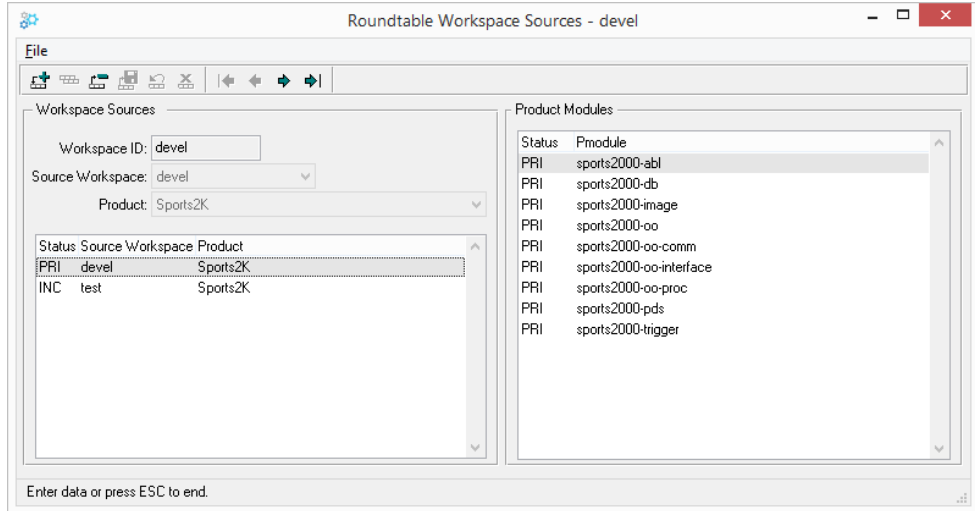 Roundtable Workspace Sources - devel
File
Workspace Sources
Workspace ID: devel
Source Workspace: devel
Product: Sports2K
Status Source Workspace Product
PRI devel Sports2K
INC test Sports2K
Product Modules
Status Pmodule
PRI sports2000-abl
PRI sports2000-db
PRI sports2000-image
PRI sports2000-oo
PRI sports2000-oo-comm
PRI sports2000-oo-interface
PRI sports2000-oo-proc
PRI sports2000-pds
PRI sports2000-trigger
Enter data or press ESC to end.